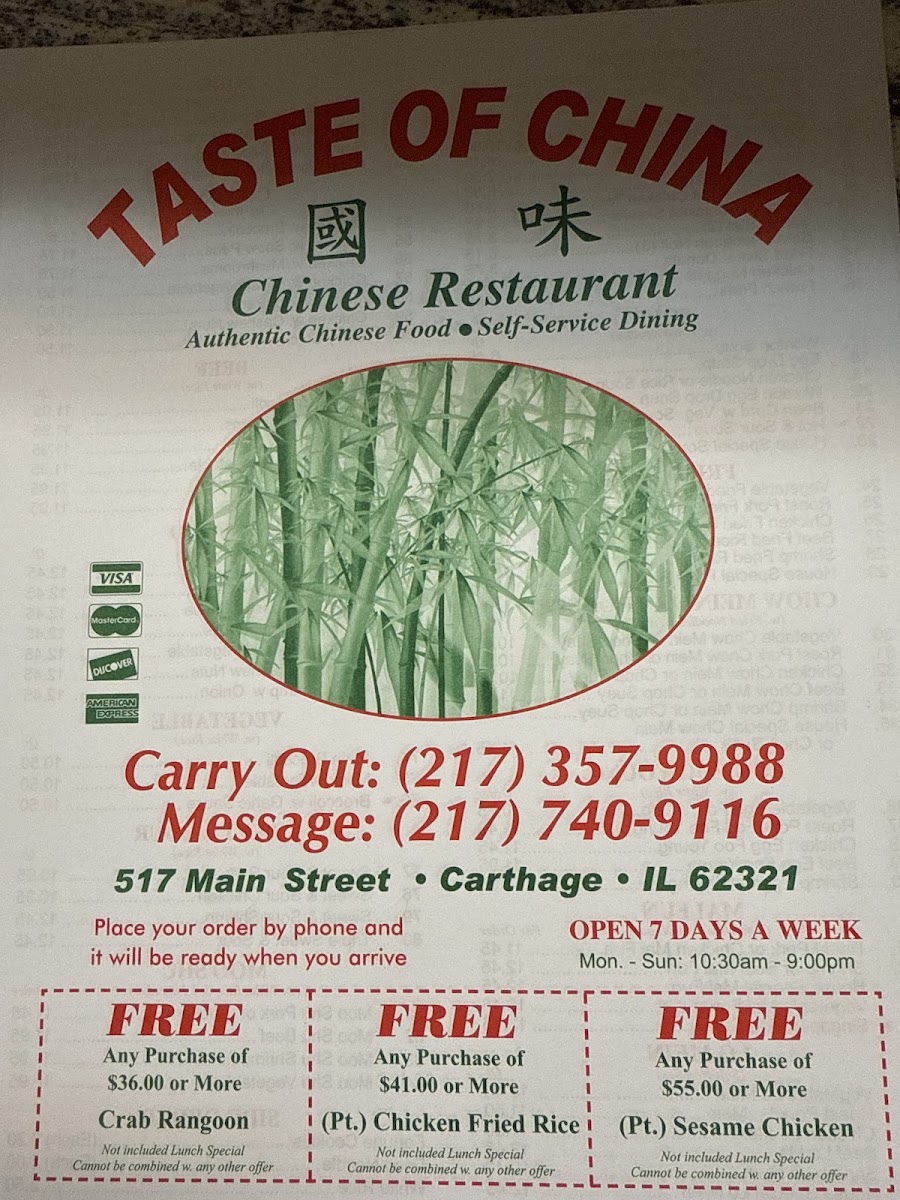 TASTE OF CHINA
國 味
Chinese Restaurant
Authentic Chinese Food ● Self-Service Dining
VISA
MasterCard
DISCOVER
AMERICAN EXPRESS
Carry Out: (217) 357-9988
Message: (217) 740-9116
517 Main Street • Carthage • IL 62321
Place your order by phone and
it will be ready when you arrive
OPEN 7 DAYS A WEEK
Mon. - Sun: 10:30am - 9:00pm
FREE
Any Purchase of
$36.00 or More
Crab Rangoon
Not included Lunch Special
Cannot be combined w. any other offer
FREE
Any Purchase of
$41.00 or More
(Pt.) Chicken Fried Rice
Not included Lunch Special
Cannot be combined w. any other offer
FREE
Any Purchase of
$55.00 or More
(Pt.) Sesame Chicken
Not included Lunch Special
Cannot be combined w. any other offer